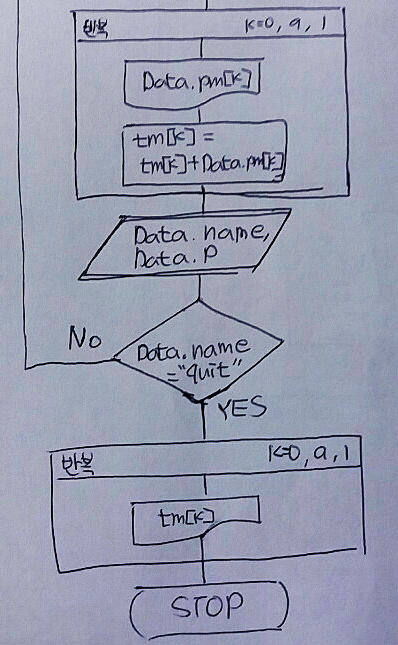 반복 k=0, 9, 1
Data.pm[k]
tm[k] =
tm[k]+Data.pm[k]
Data.name,
Data.P
No
Data.name
="quit"
YES
반복 k=0, 9, 1
tm[k]
STOP